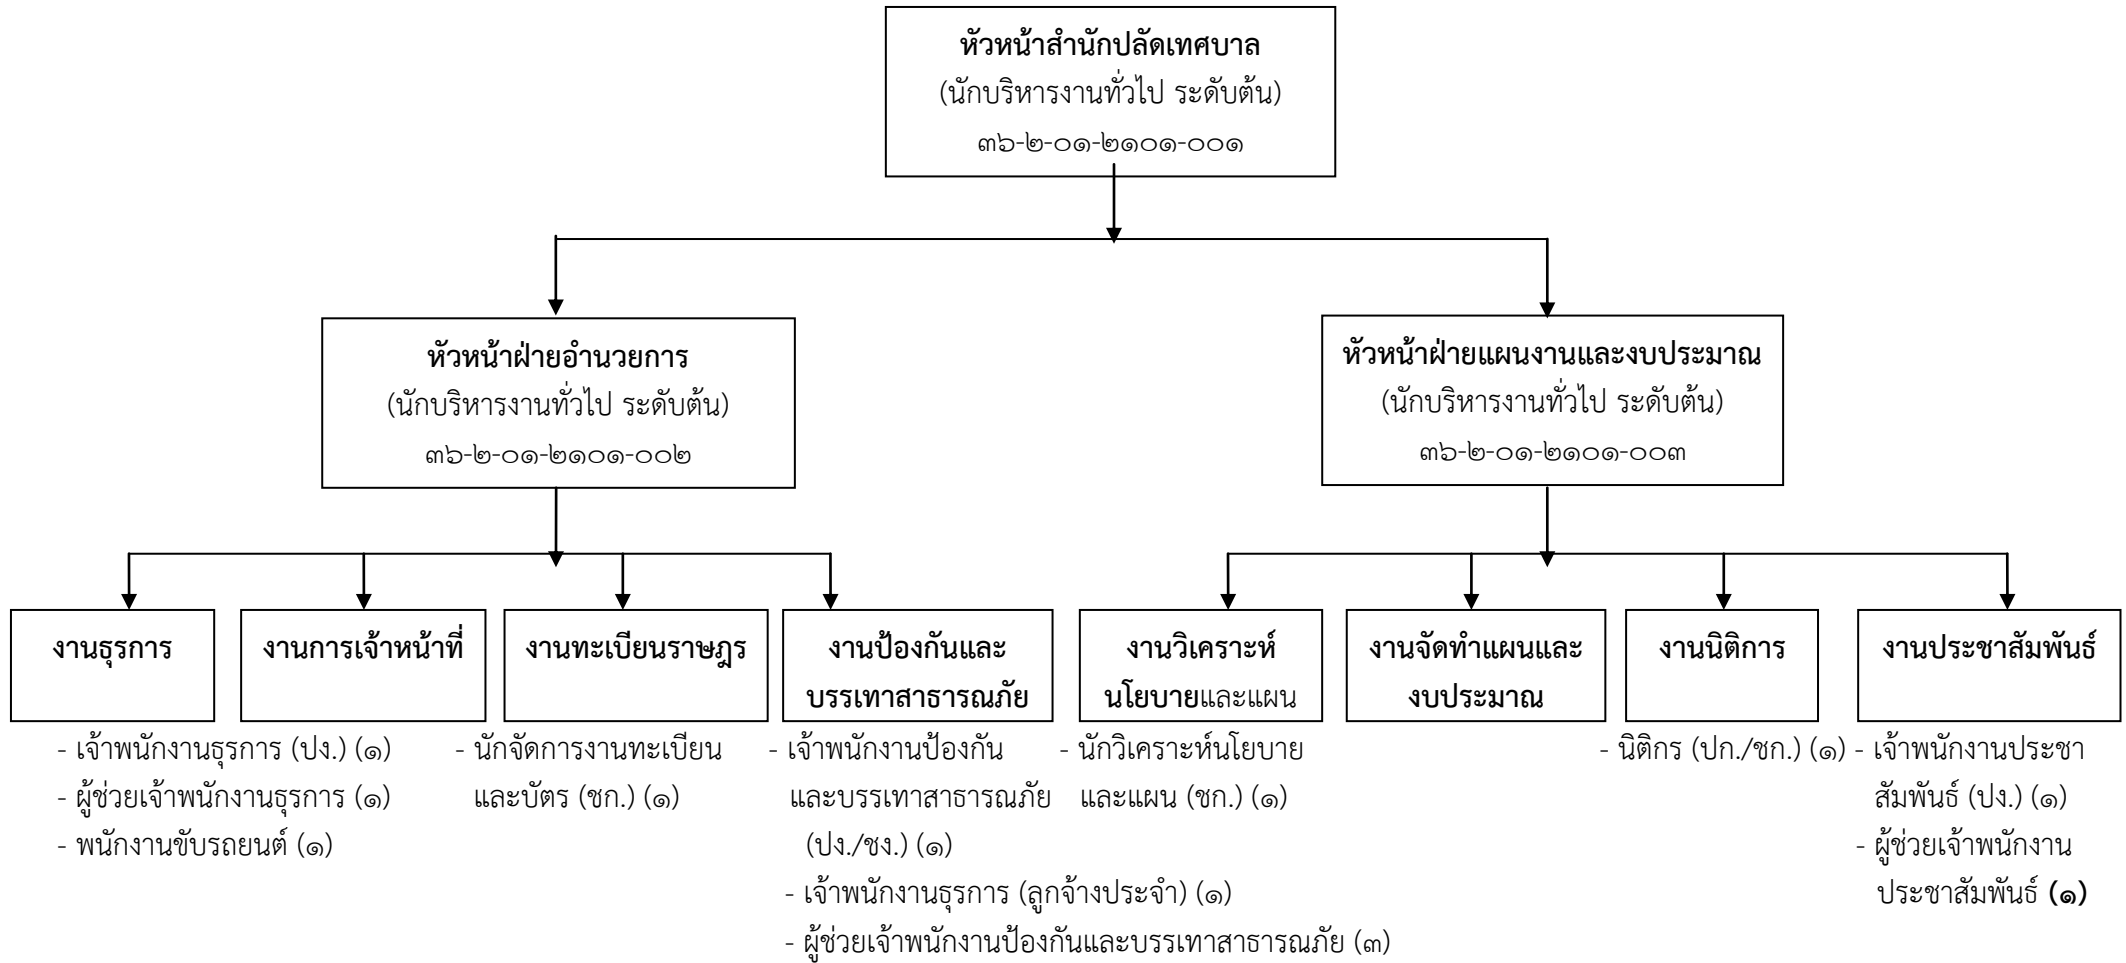 หัวหน้าสำนักปลัดเทศบาล
(นักบริหารงานทั่วไป ระดับต้น)
๓๖-๒-๐๑-๒๑๐๑-๐๐๑
หัวหน้าฝ่ายอำนวยการ
(นักบริหารงานทั่วไป ระดับต้น)
๓๖-๒-๐๑-๒๑๐๑-๐๐๒
หัวหน้าฝ่ายแผนงานและงบประมาณ
(นักบริหารงานทั่วไป ระดับต้น)
๓๖-๒-๐๑-๒๑๐๑-๐๐๓
งานธุรการ
- เจ้าพนักงานธุรการ (ปง.) (๑)
- ผู้ช่วยเจ้าพนักงานธุรการ (๑)
- พนักงานขับรถยนต์ (๑)
งานการเจ้าหน้าที่
งานทะเบียนราษฎร
- นักจัดการงานทะเบียน
และบัตร (ชก.) (๑)
งานป้องกันและ
บรรเทาสาธารณภัย
- เจ้าพนักงานป้องกัน
และบรรเทาสาธารณภัย
(ปง./ชง.) (๑)
- เจ้าพนักงานธุรการ (ลูกจ้างประจำ) (๑)
- ผู้ช่วยเจ้าพนักงานป้องกันและบรรเทาสาธารณภัย (๓)
งานวิเคราะห์
นโยบายและแผน
- นักวิเคราะห์นโยบาย
และแผน (ชก.) (๑)
งานจัดทำแผนและ
งบประมาณ
งานนิติการ
- นิติกร (ปก./ชก.) (๑)
งานประชาสัมพันธ์
- เจ้าพนักงานประชา
สัมพันธ์ (ปง.) (๑)
- ผู้ช่วยเจ้าพนักงาน
ประชาสัมพันธ์ (๑)